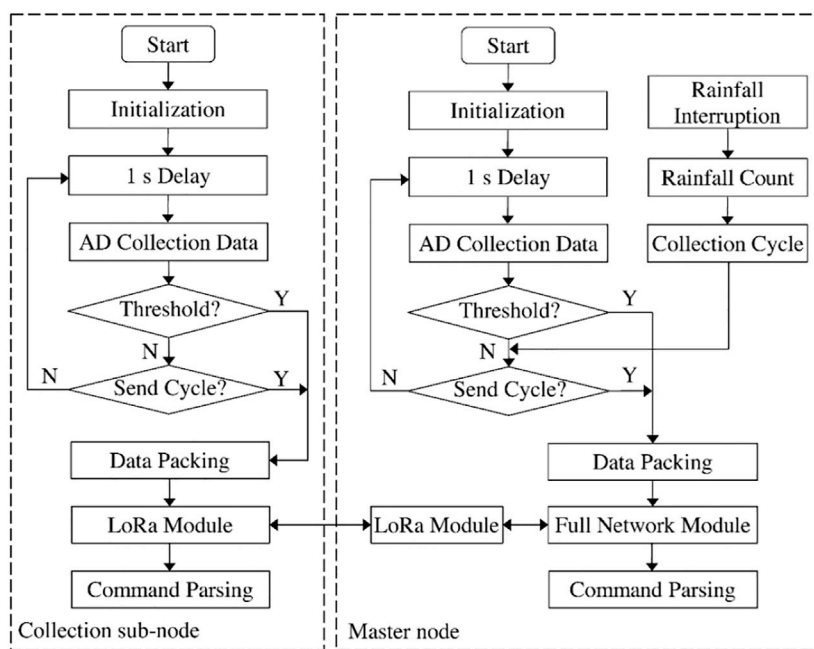 Start
Initialization
1 s Delay
AD Collection Data
Threshold?
Y
N
N
Send Cycle?
Y
Data Packing
LoRa Module
Command Parsing
Collection sub-node
Start
Initialization
1 s Delay
AD Collection Data
Threshold?
Y
N
N
Send Cycle?
Y
Rainfall
Interruption
Rainfall Count
Collection Cycle
Data Packing
LoRa Module
Full Network Module
Command Parsing
Master node